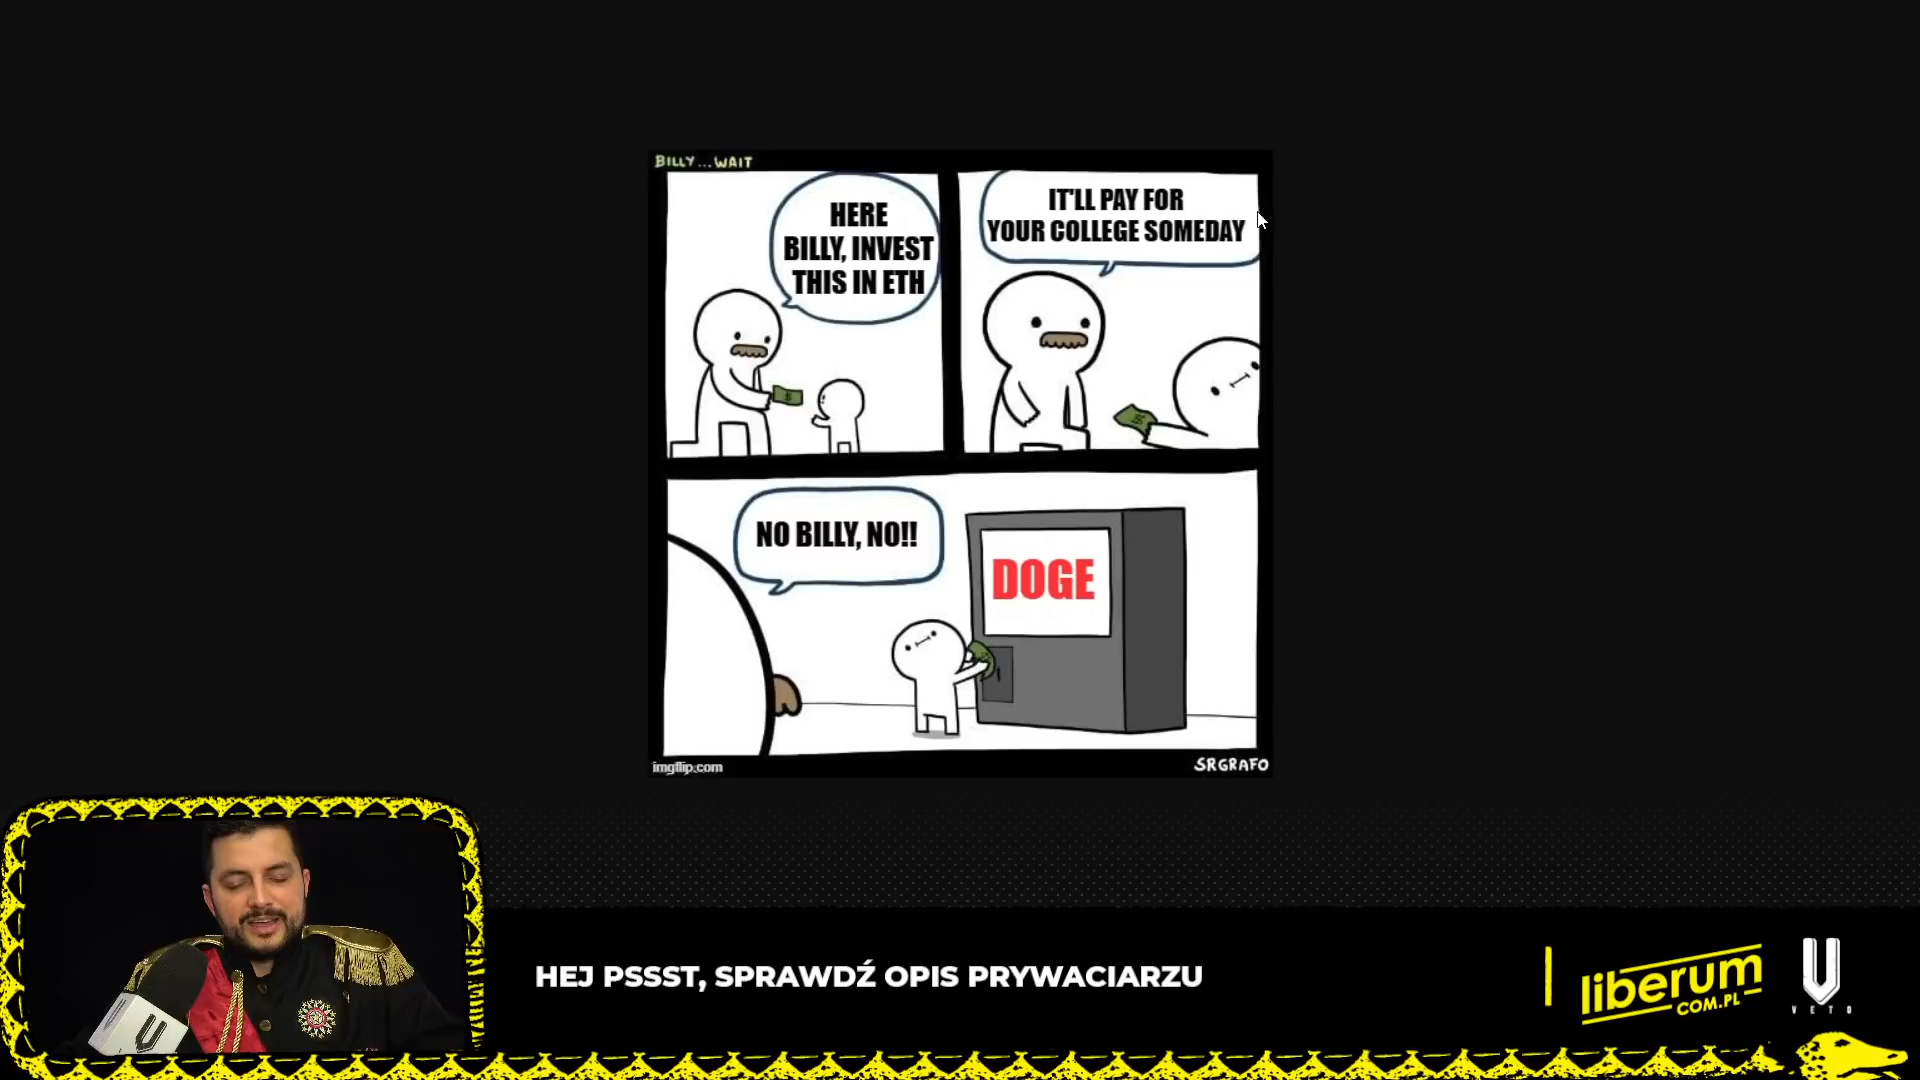 BILLY...WAIT
HERE
BILLY, INVEST
THIS IN ETH
IT'LL PAY FOR
YOUR COLLEGE SOMEDAY
NO BILLY, NO!!
DOGE
imgflip.com
SRGRAFO
HEJ PSSST, SPRAWDŹ OPIS PRYWACIARZU
liberum
COM.PL
VETO